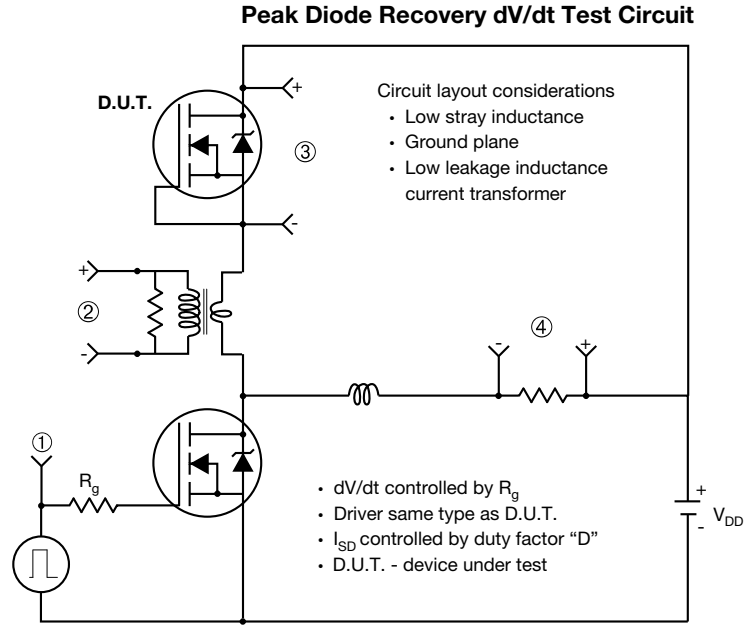 Peak Diode Recovery dV/dt Test Circuit
D.U.T.
+
③
-
Circuit layout considerations
• Low stray inductance
• Ground plane
• Low leakage inductance
current transformer
+
②
-
-
④
+
①
Rg
• dV/dt controlled by Rg
• Driver same type as D.U.T.
• ISD controlled by duty factor “D”
• D.U.T. - device under test
+
-
VDD